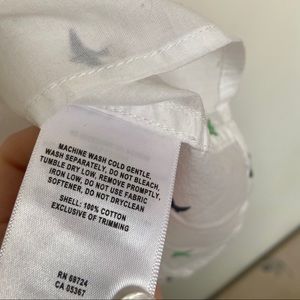 MACHINE WASH COLD GENTLE,
WASH SEPARATELY, DO NOT BLEACH,
TUMBLE DRY LOW, REMOVE PROMPTLY,
IRON LOW, DO NOT USE FABRIC
SOFTENER, DO NOT DRYCLEAN
SHELL: 100% COTTON
EXCLUSIVE OF TRIMMING
RN 69724
CA 05367